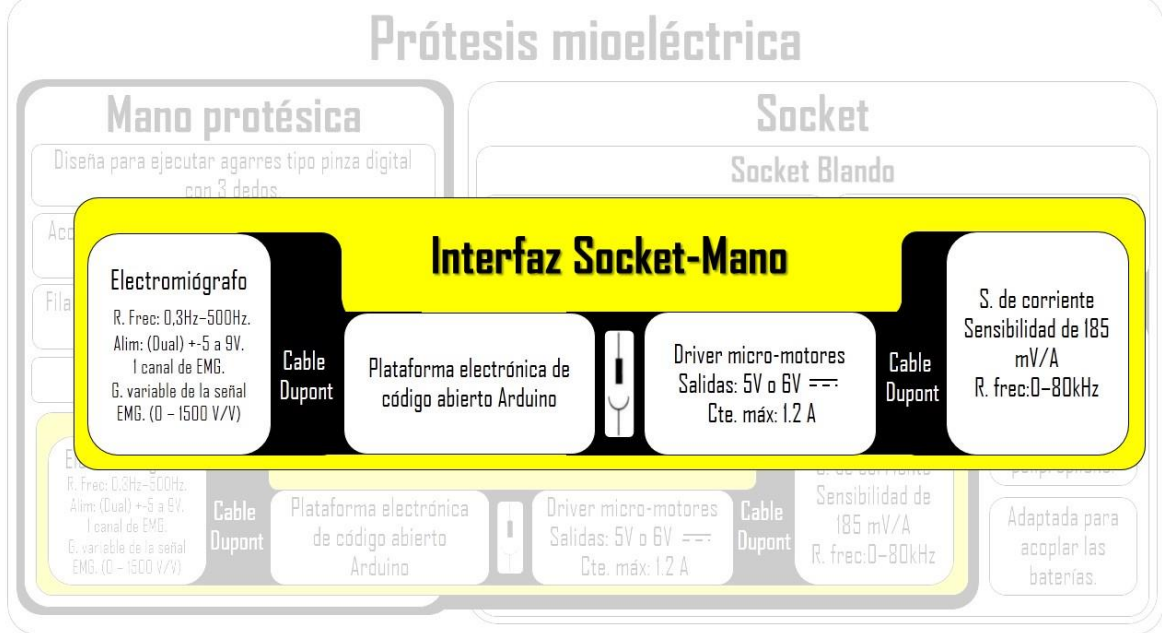 Prótesis mioeléctrica
Mano protésica
Diseña para ejecutar agarres tipo pinza digital
con 3 dedos.
Socket
Socket Blando
Interfaz Socket-Mano
Electromiógrafo
R. Frec: 0,3Hz–500Hz.
Alim: (Dual) +-5 a 9V.
1 canal de EMG.
G. variable de la señal
EMG. (0 – 1500 V/V)
Cable
Dupont
Plataforma electrónica de
código abierto Arduino
Driver micro-motores
Salidas: 5V o 6V
Cte. máx: 1.2 A
Cable
Dupont
S. de corriente
Sensibilidad de 185
mV/A
R. frec:0–80kHz
R. Frec: 0,3Hz–500Hz.
Alim: (Dual) +-5 a 9V.
1 canal de EMG.
G. variable de la señal
EMG. (0 – 1500 V/V)
Cable
Dupont
Plataforma electrónica
de código abierto
Arduino
Driver micro-motores
Salidas: 5V o 6V
Cte. máx: 1.2 A
Cable
Dupont
S. de corriente
Sensibilidad de
185 mV/A
R. frec:0–80kHz
Adaptada para
acoplar las
baterías.